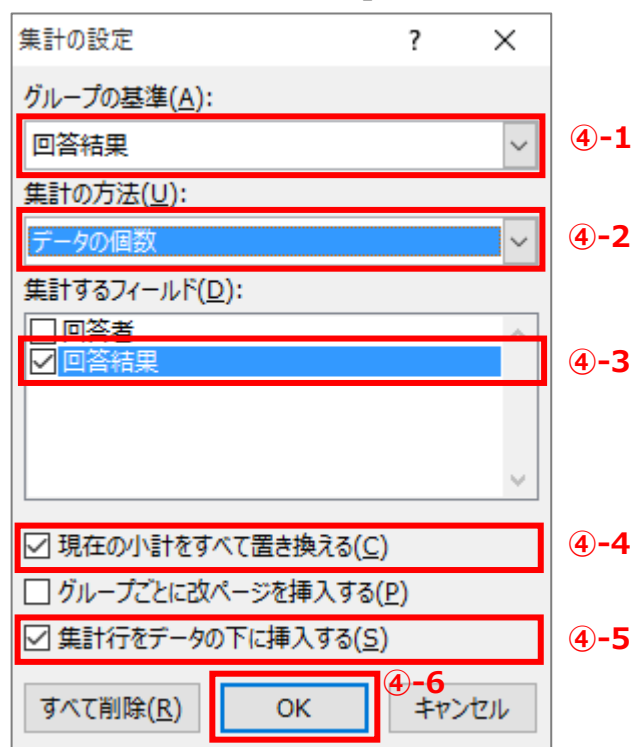 集計の設定 ? ×
グループの基準(A):
回答結果 ④-1
集計の方法(U):
データの個数 ④-2
集計するフィールド(D):
回答者
回答結果 ④-3
現在の小計をすべて置き換える(C) ④-4
グループごとに改ページを挿入する(P)
集計行をデータの下に挿入する(S) ④-5
④-6
すべて削除(R) OK キャンセル